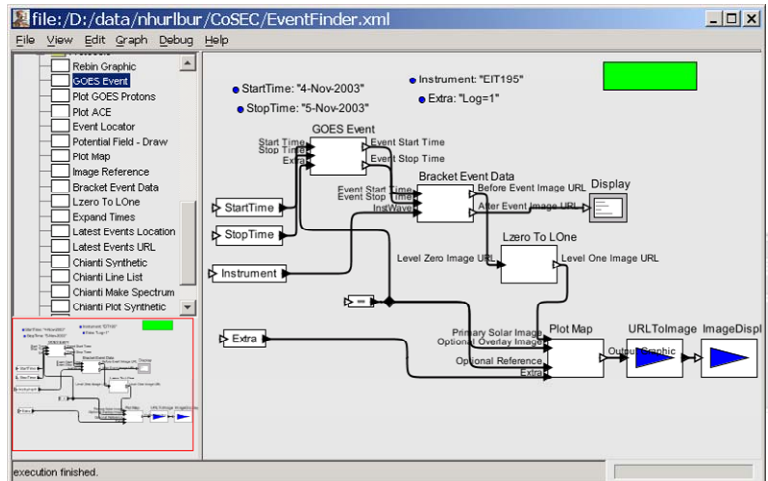 file:/D:/data/nhurlbur/CoSEC/EventFinder.xml
File View Edit Graph Debug Help
Rebin Graphic
GOES Event
Plot GOES Protons
Plot ACE
Event Locator
Potential Field - Draw
Plot Map
Image Reference
Bracket Event Data
Lzero To LOne
Expand Times
Latest Events Location
Latest Events URL
Chianti Synthetic
Chianti Line List
Chianti Make Spectrum
Chianti Plot Synthetic
StartTime: "4-Nov-2003"
StopTime: "5-Nov-2003"
Instrument: "EIT195"
Extra: "Log=1"
GOES Event
Start Time
Stop Time
Extra
Event Start Time
Event Stop Time
Bracket Event Data
Event Start Time
Event Stop Time
InstWave
Before Event Image URL
After Event Image URL
Display
StartTime
StopTime
Instrument
Lzero To LOne
Level Zero Image URL
Level One Image URL
=
Extra
Primary Solar Image
Optional Overlay Image
Optional Reference
Extra
Plot Map
Output Graphic
URLToImage
ImageDispl
execution finished.